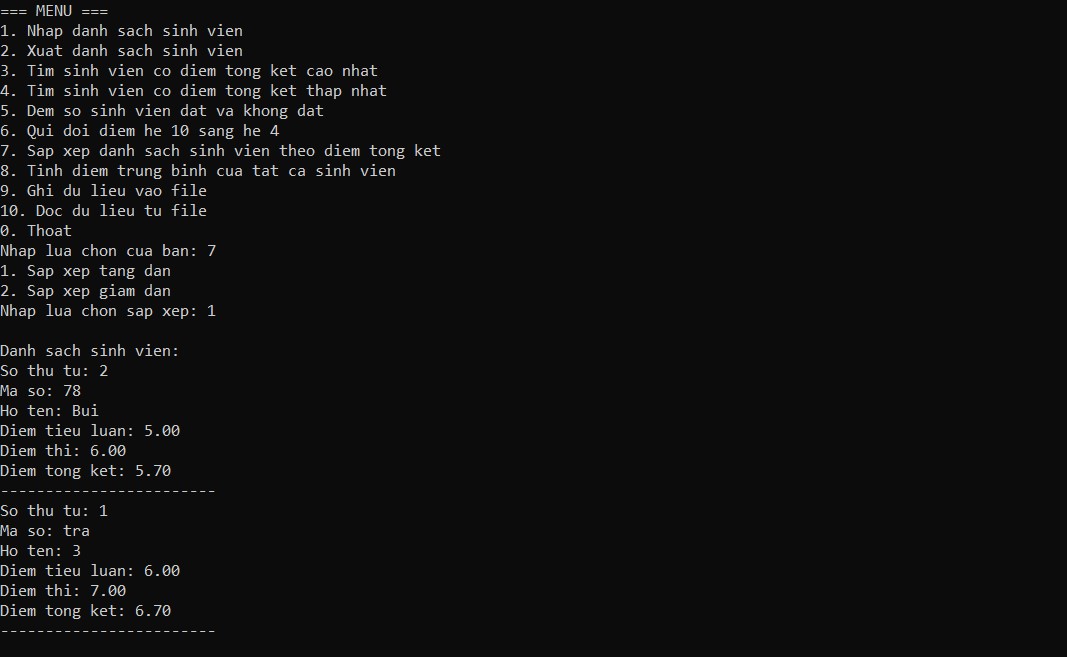 === MENU ===
1. Nhap danh sach sinh vien
2. Xuat danh sach sinh vien
3. Tim sinh vien co diem tong ket cao nhat
4. Tim sinh vien co diem tong ket thap nhat
5. Dem so sinh vien dat va khong dat
6. Qui doi diem he 10 sang he 4
7. Sap xep danh sach sinh vien theo diem tong ket
8. Tinh diem trung binh cua tat ca sinh vien
9. Ghi du lieu vao file
10. Doc du lieu tu file
0. Thoat
Nhap lua chon cua ban: 7
1. Sap xep tang dan
2. Sap xep giam dan
Nhap lua chon sap xep: 1
Danh sach sinh vien:
So thu tu: 2
Ma so: 78
Ho ten: Bui
Diem tieu luan: 5.00
Diem thi: 6.00
Diem tong ket: 5.70
------------------------
So thu tu: 1
Ma so: tra
Ho ten: 3
Diem tieu luan: 6.00
Diem thi: 7.00
Diem tong ket: 6.70
------------------------